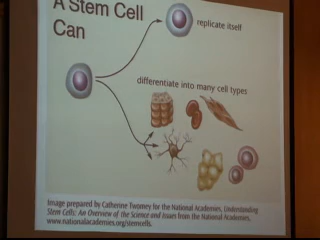 A Stem Cell
Can
replicate itself
differentiate into many cell types
Image prepared by Catherine Twomey for the National Academies, Understanding
Stem Cells: An Overview of the Science and Issues from the National Academies,
www.nationalacademies.org/stemcells.